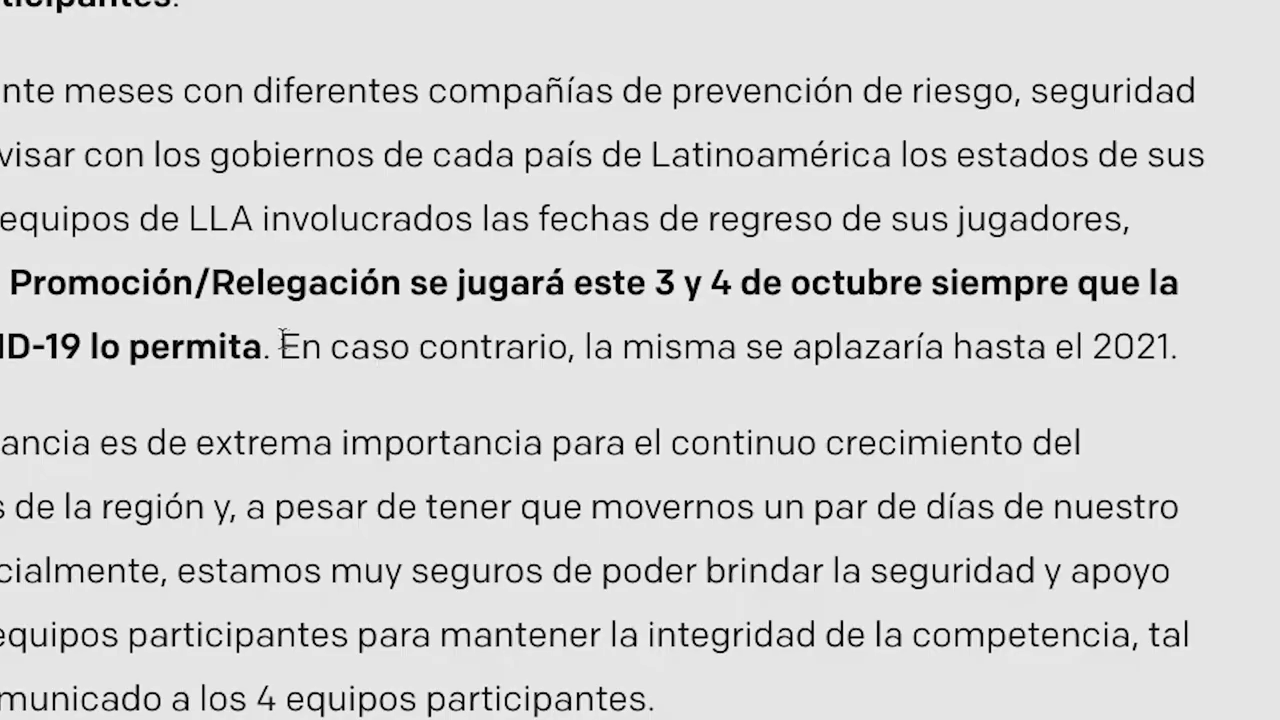 ticipantes.
nte meses con diferentes compañías de prevención de riesgo, seguridad
visar con los gobiernos de cada país de Latinoamérica los estados de sus
equipos de LLA involucrados las fechas de regreso de sus jugadores,
Promoción/Relegación se jugará este 3 y 4 de octubre siempre que la
ID-19 lo permita. En caso contrario, la misma se aplazaría hasta el 2021.
ancia es de extrema importancia para el continuo crecimiento del
s de la región y, a pesar de tener que movernos un par de días de nuestro
cialmente, estamos muy seguros de poder brindar la seguridad y apoyo
equipos participantes para mantener la integridad de la competencia, tal
municado a los 4 equipos participantes.